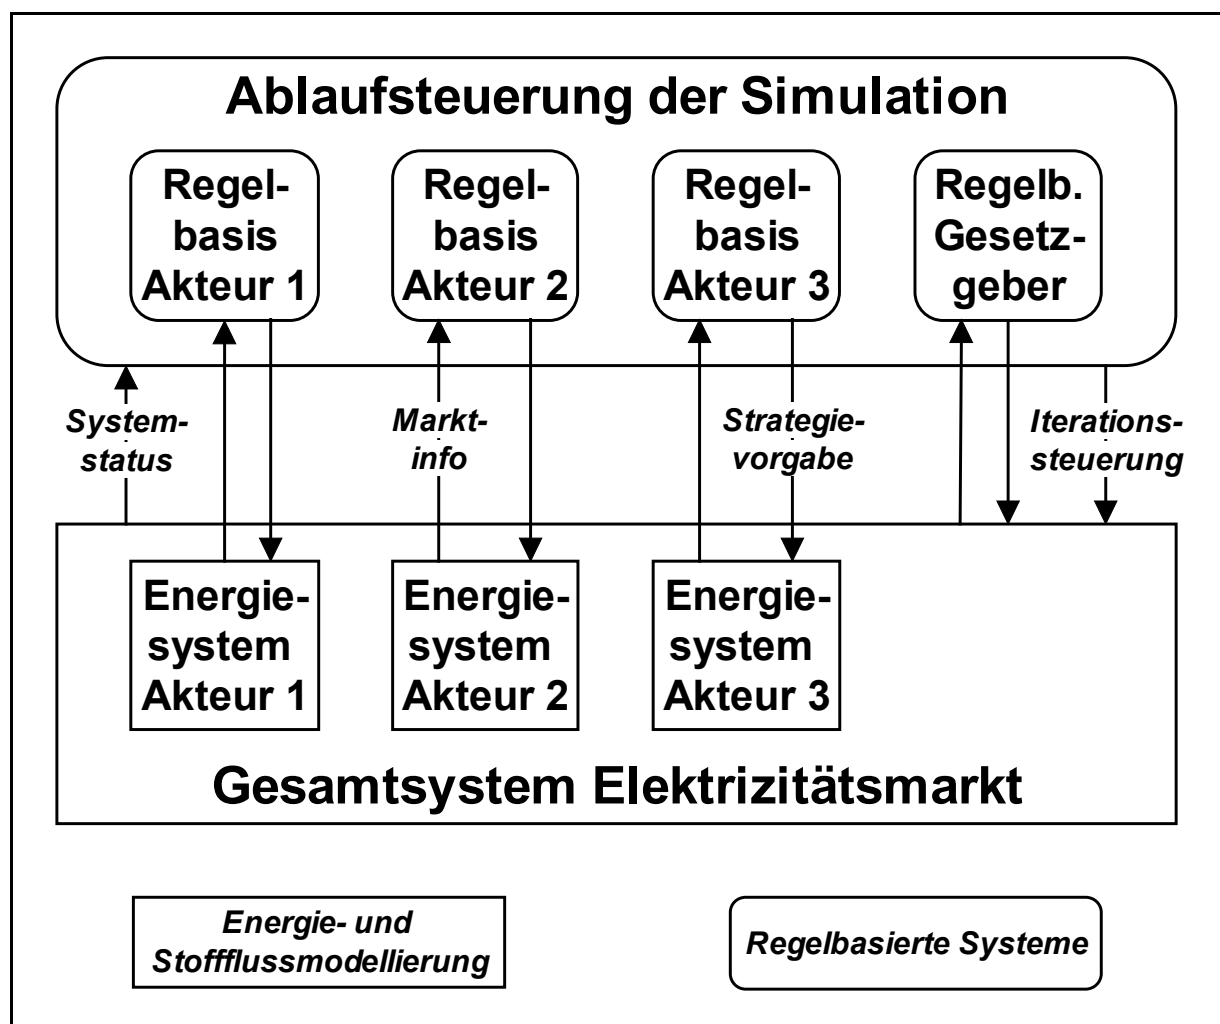 Ablaufsteuerung der Simulation
Regel-
basis
Akteur 1
Regel-
basis
Akteur 2
Regel-
basis
Akteur 3
Regelb.
Gesetz-
geber
System-
status
Markt-
info
Strategie-
vorgabe
Iterations-
steuerung
Energie-
system
Akteur 1
Energie-
system
Akteur 2
Energie-
system
Akteur 3
Gesamtsystem Elektrizitätsmarkt
Energie- und
Stoffflussmodellierung
Regelbasierte Systeme